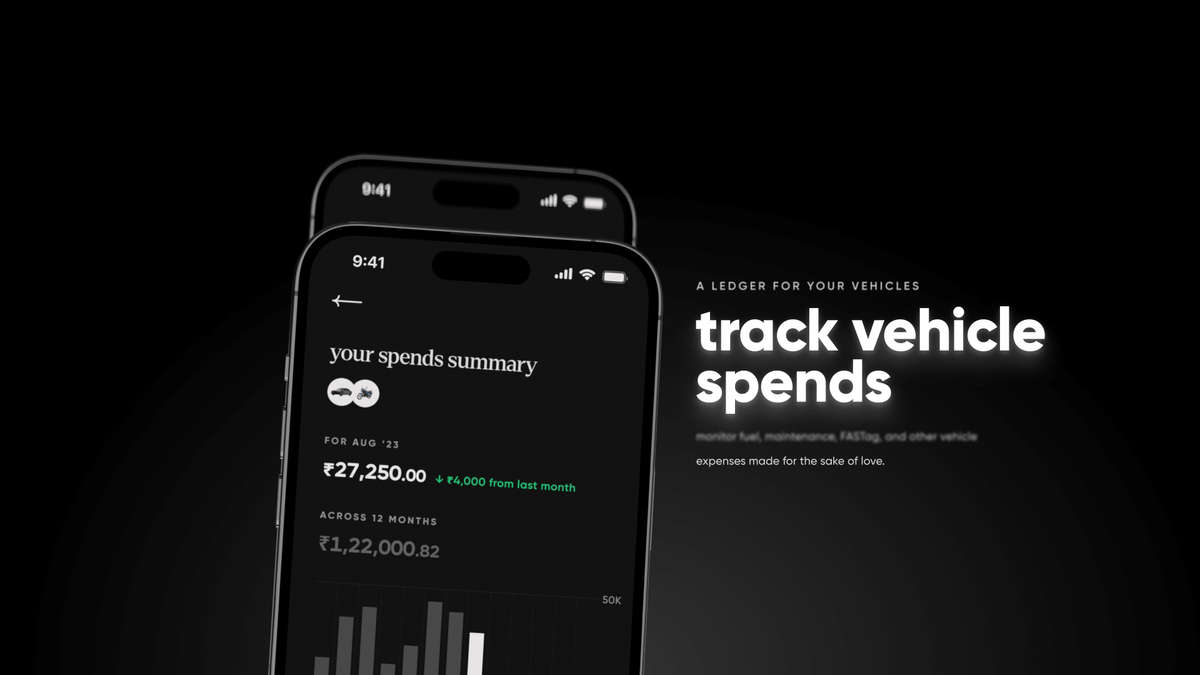 9:41
9:41
your spends summary
FOR AUG '23
₹27,250.00 ↓ ₹4,000 from last month
ACROSS 12 MONTHS
₹1,22,000.82
50K
A LEDGER FOR YOUR VEHICLES
track vehicle
spends
monitor fuel, maintenance, FASTag, and other vehicle
expenses made for the sake of love.